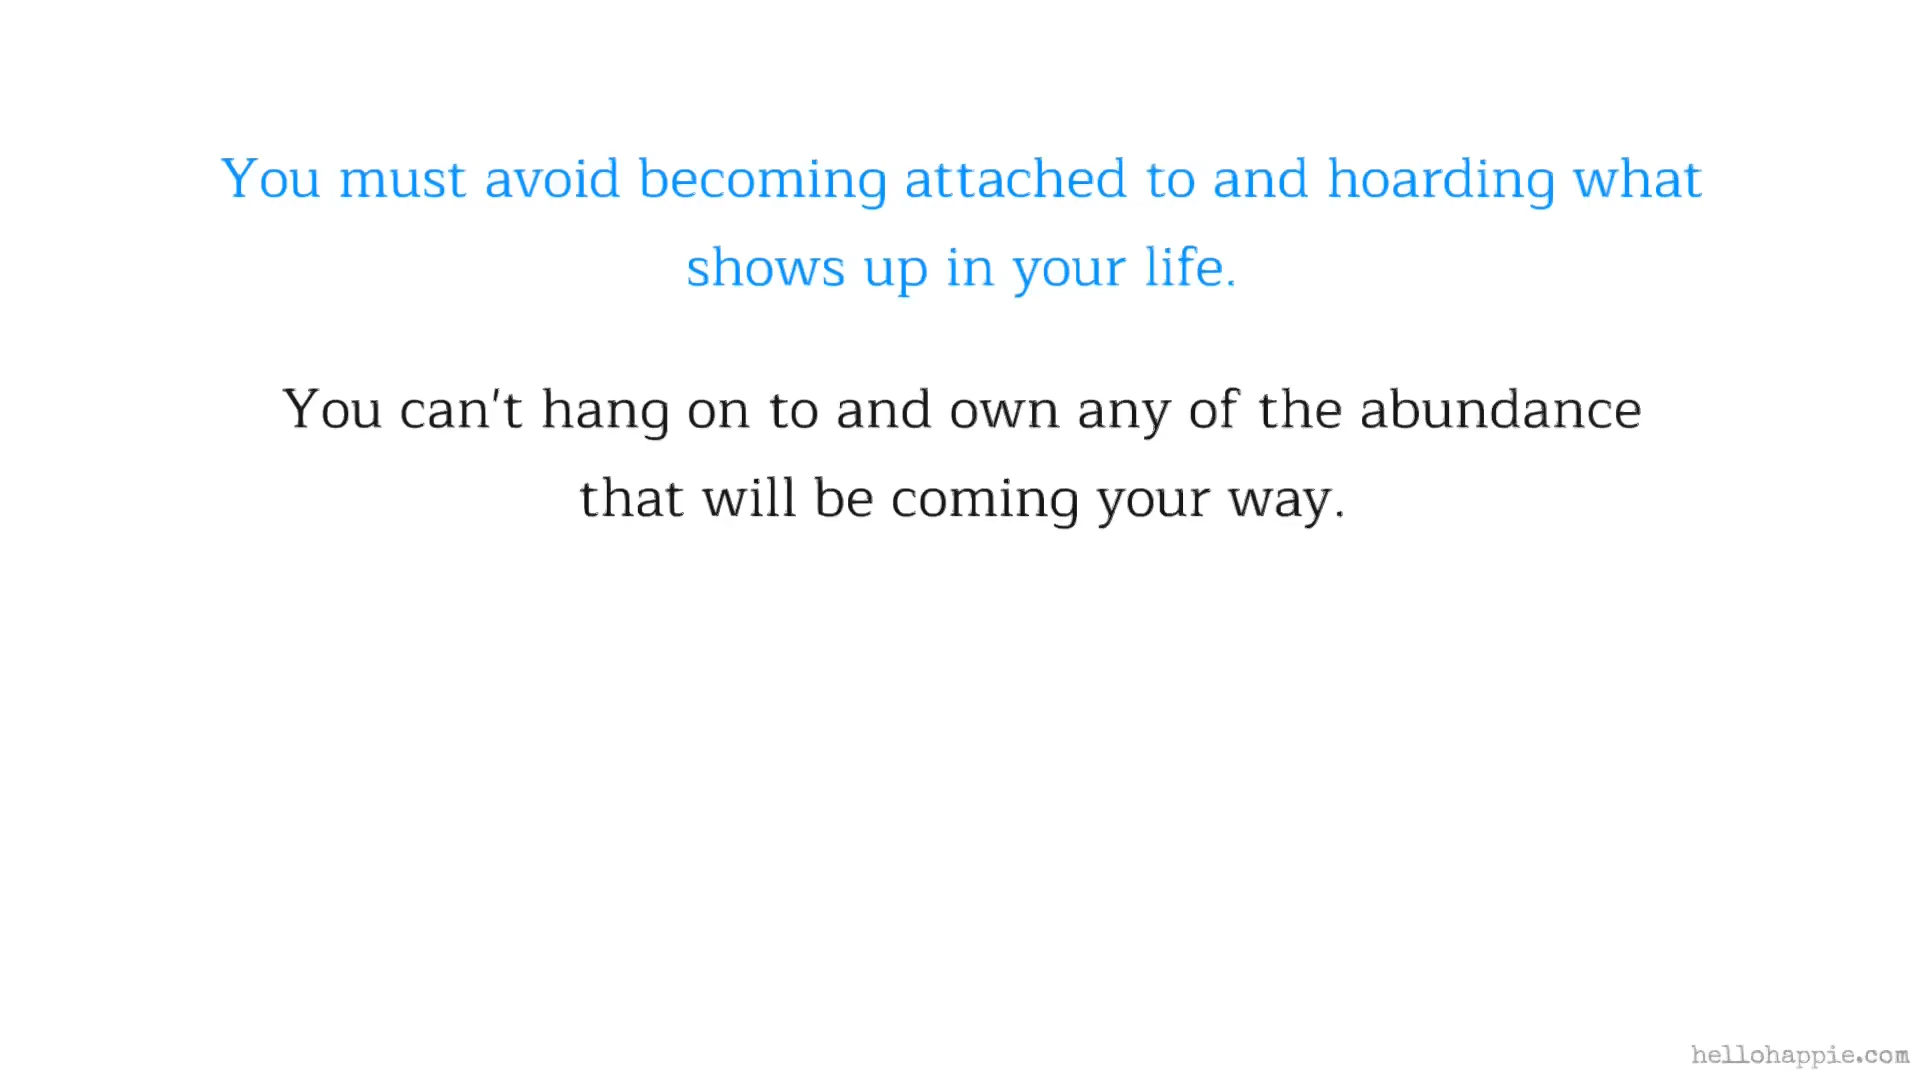 You must avoid becoming attached to and hoarding what
shows up in your life.
You can't hang on to and own any of the abundance
that will be coming your way.
hellohappie.com